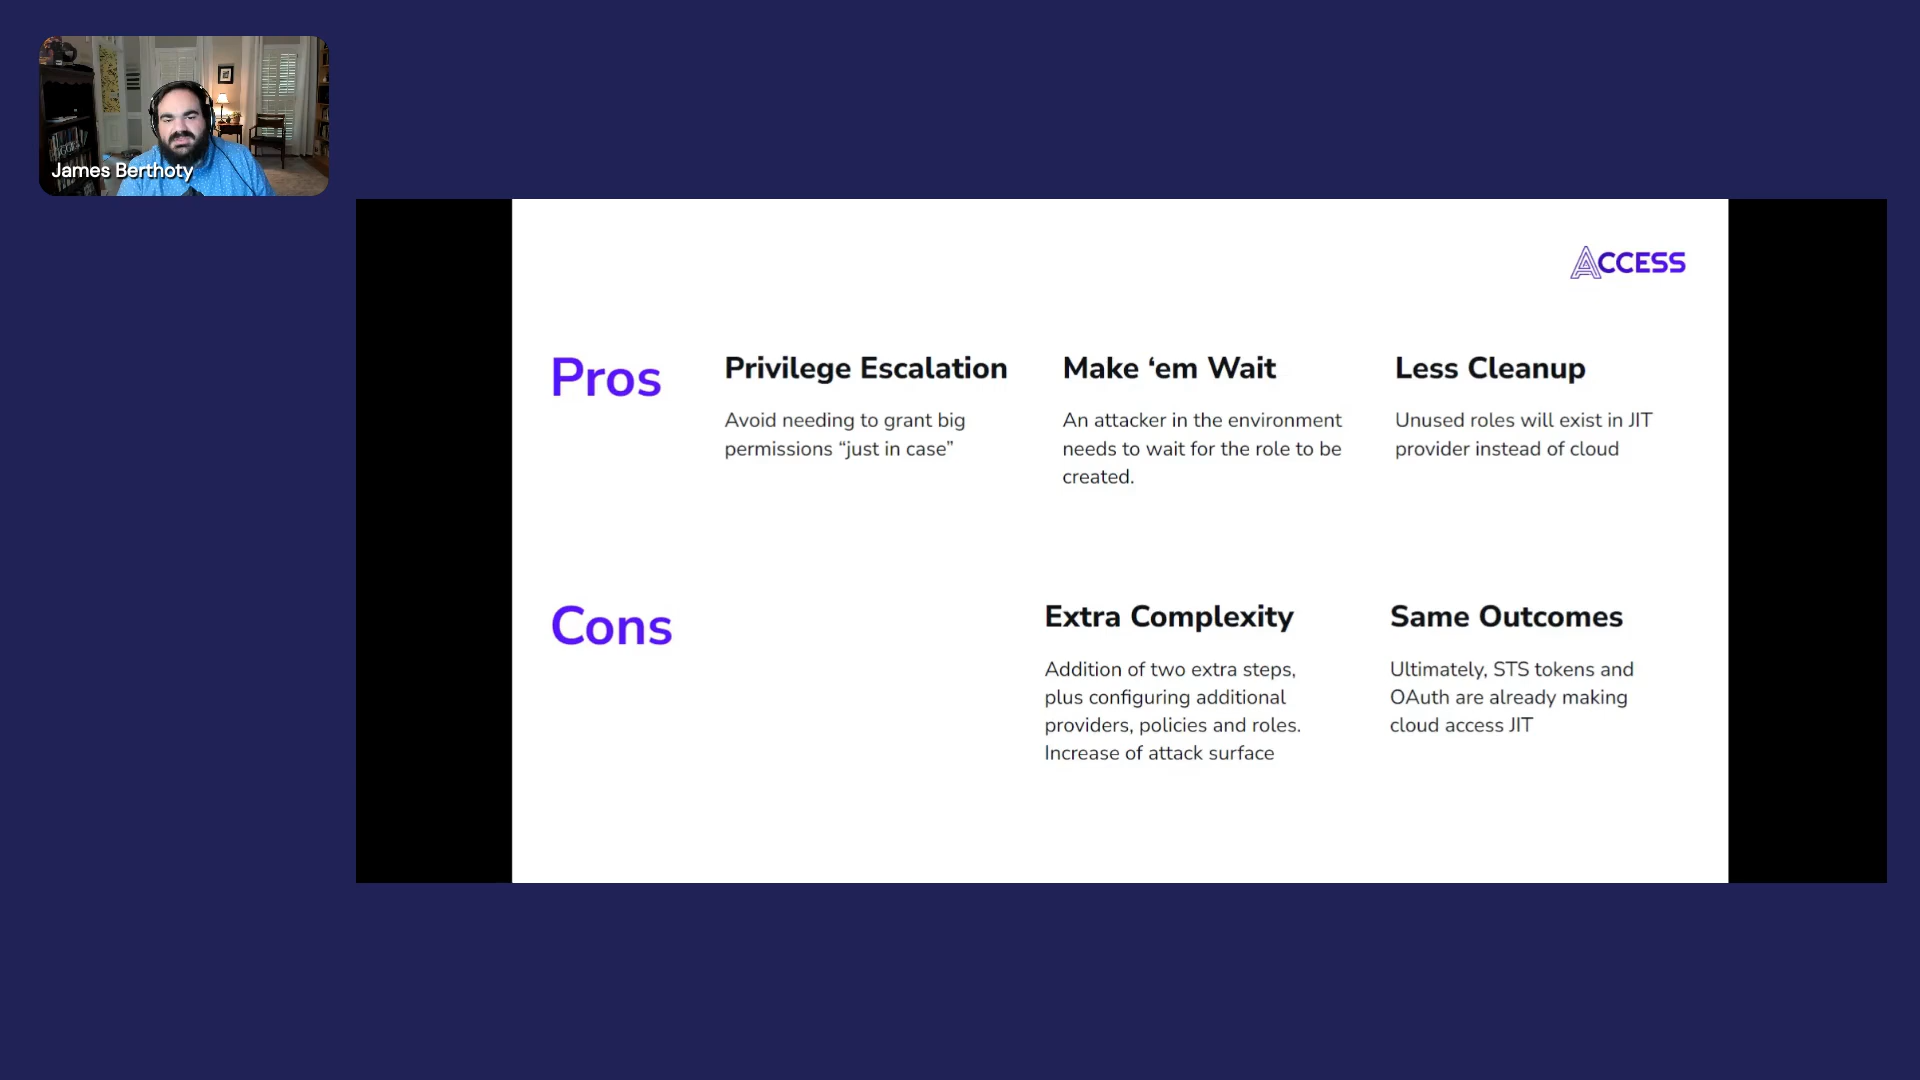 James Berthoty
ACCESS
Pros
Privilege Escalation
Avoid needing to grant big
permissions “just in case”
Make ‘em Wait
An attacker in the environment
needs to wait for the role to be
created.
Less Cleanup
Unused roles will exist in JIT
provider instead of cloud
Cons
Extra Complexity
Addition of two extra steps,
plus configuring additional
providers, policies and roles.
Increase of attack surface
Same Outcomes
Ultimately, STS tokens and
OAuth are already making
cloud access JIT